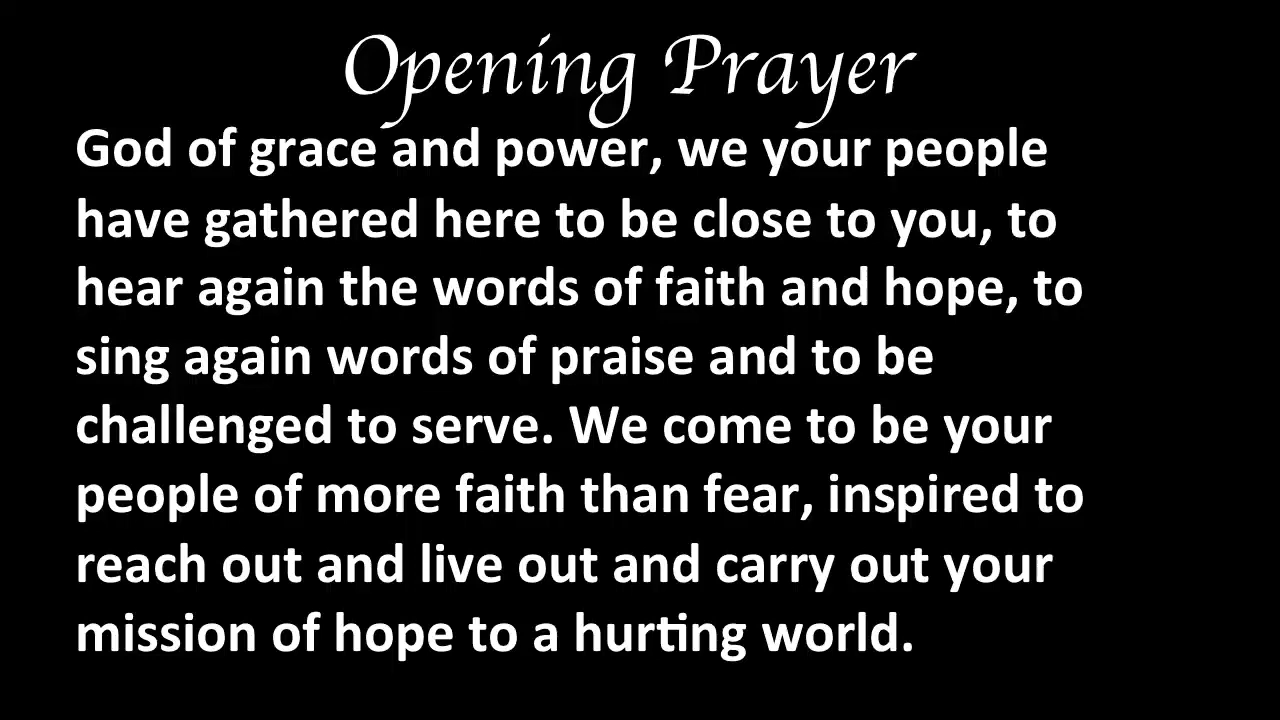 Opening Prayer
God of grace and power, we your people
have gathered here to be close to you, to
hear again the words of faith and hope, to
sing again words of praise and to be
challenged to serve. We come to be your
people of more faith than fear, inspired to
reach out and live out and carry out your
mission of hope to a hurting world.